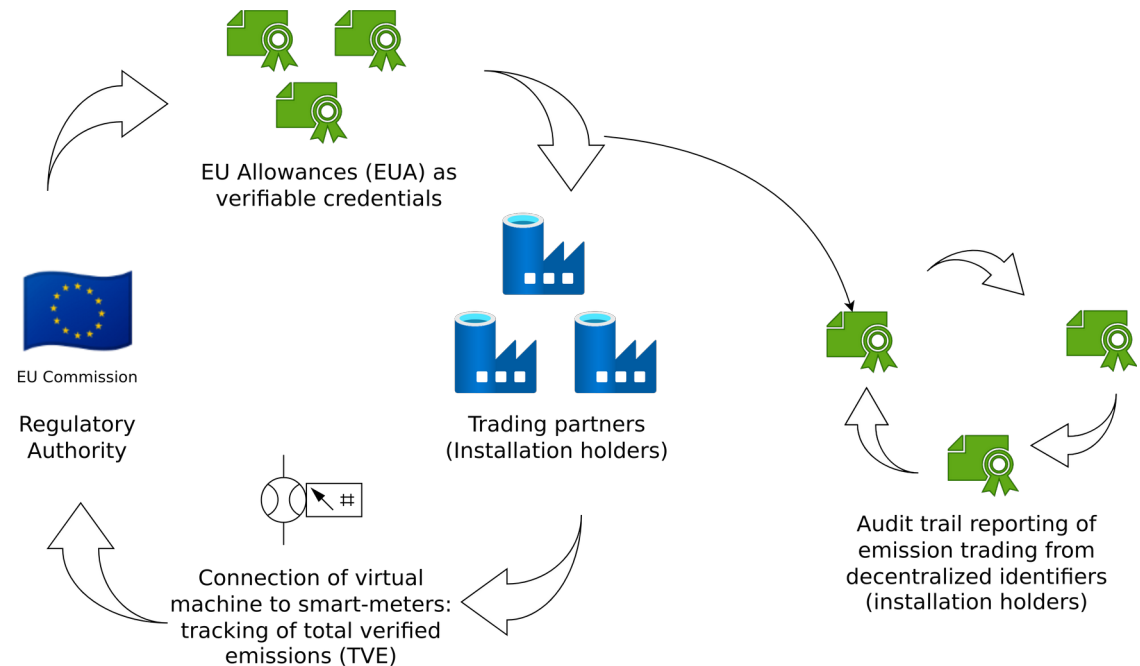 EU Allowances (EUA) as
verifiable credentials
EU Commission
Regulatory
Authority
Trading partners
(Installation holders)
#
Connection of virtual
machine to smart-meters:
tracking of total verified
emissions (TVE)
Audit trail reporting of
emission trading from
decentralized identifiers
(installation holders)